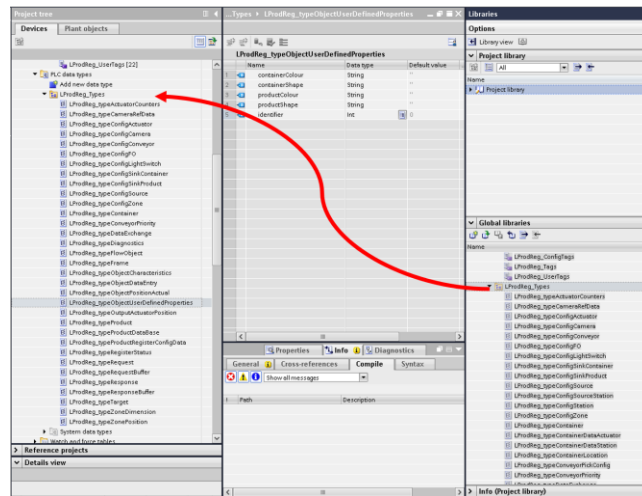 Project tree
Devices
Plant objects
LProdReg_UserTags [22]
PLC data types
Add new data type
LProdReg_Types
LProdReg_typeActuatorCounters
LProdReg_typeCameraRefData
LProdReg_typeConfigActuator
LProdReg_typeConfigCamera
LProdReg_typeConfigConveyor
LProdReg_typeConfigFO
LProdReg_typeConfigLightSwitch
LProdReg_typeConfigSinkContainer
LProdReg_typeConfigSinkProduct
LProdReg_typeConfigSource
LProdReg_typeConfigZone
LProdReg_typeContainer
LProdReg_typeConveyorPriority
LProdReg_typeDataExchange
LProdReg_typeDiagnostics
LProdReg_typeFlowObject
LProdReg_typeFrame
LProdReg_typeObjectCharacteristics
LProdReg_typeObjectDataEntry
LProdReg_typeObjectPositionActual
LProdReg_typeObjectUserDefinedProperties
LProdReg_typeOutputActuatorPosition
LProdReg_typeProduct
LProdReg_typeProductDataBase
LProdReg_typeProductRegisterConfigData
LProdReg_typeRegisterStatus
LProdReg_typeRequest
LProdReg_typeRequestBuffer
LProdReg_typeResponse
LProdReg_typeResponseBuffer
LProdReg_typeTarget
LProdReg_typeZoneDimension
LProdReg_typeZonePosition
System data types
Watch and force tables
Reference projects
Details view
...Types LProdReg_typeObjectUserDefinedProperties
LProdReg_typeObjectUserDefinedProperties
Name Data type Default value
1 containerColour String ''
2 containerShape String ''
3 productColour String ''
4 productShape String ''
5 identifier Int 0
Properties Info Diagnostics
General Cross-references Compile Syntax
Show all messages
! Path Description
Libraries
Options
Library view
Project library
All
Name
Project library
Global libraries
Name
LProdReg_ConfigTags
LProdReg_Tags
LProdReg_UserTags
LProdReg_Types
LProdReg_typeActuatorCounters
LProdReg_typeCameraRefData
LProdReg_typeConfigActuator
LProdReg_typeConfigCamera
LProdReg_typeConfigConveyor
LProdReg_typeConfigFO
LProdReg_typeConfigLightSwitch
LProdReg_typeConfigSinkContainer
LProdReg_typeConfigSinkProduct
LProdReg_typeConfigSource
LProdReg_typeConfigSourceStation
LProdReg_typeConfigStation
LProdReg_typeConfigZone
LProdReg_typeContainer
LProdReg_typeContainerDataActuator
LProdReg_typeContainerDataStation
LProdReg_typeContainerLocation
LProdReg_typeConveyorPickConfig
LProdReg_typeConveyorPriority
LProdReg_typeDataExchange
Info (Project library)